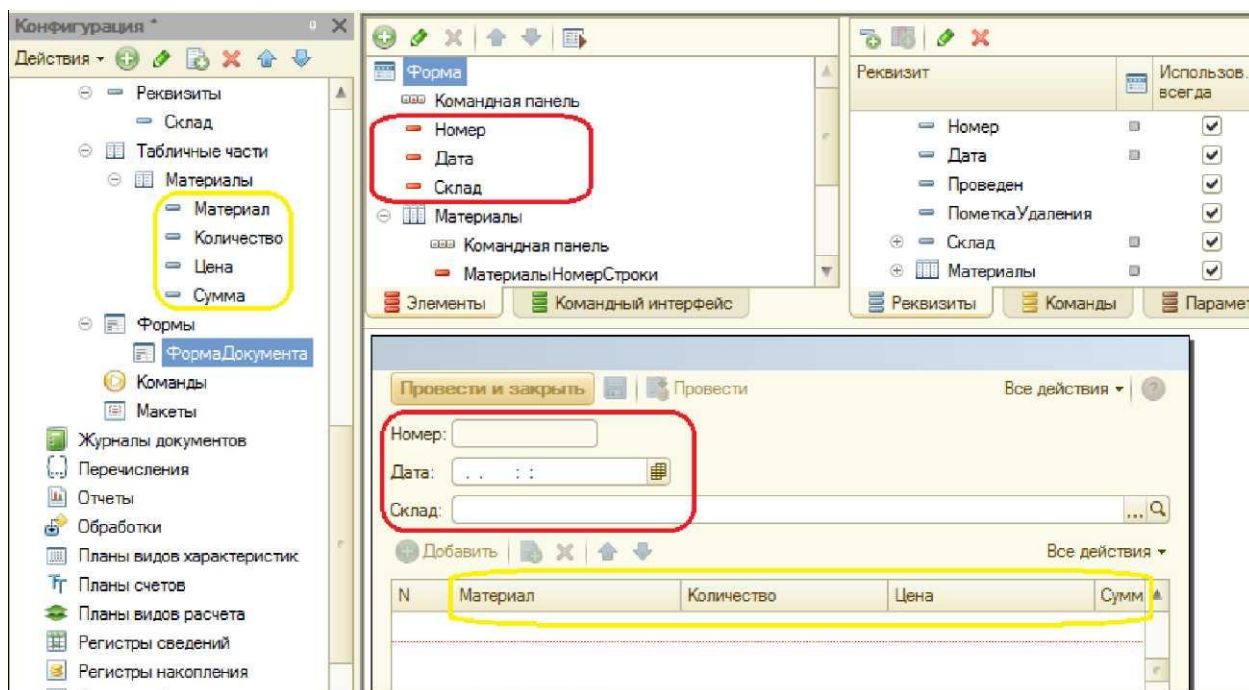 Конфигурация *
Действия
Реквизиты
Склад
Табличные части
Материалы
Материал
Количество
Цена
Сумма
Формы
ФормаДокумента
Команды
Макеты
Журналы документов
Перечисления
Отчеты
Обработки
Планы видов характеристик
Планы счетов
Планы видов расчета
Регистры сведений
Регистры накопления
Форма
Командная панель
Номер
Дата
Склад
Материалы
Командная панель
МатериалыНомерСтроки
Элементы
Командный интерфейс
Реквизит
Использов.
всегда
Номер
Дата
Проведен
ПометкаУдаления
Склад
Материалы
Реквизиты
Команды
Парамет
Провести и закрыть
Провести
Все действия
Номер:
Дата: . . : :
Склад:
...
Добавить
Все действия
N Материал Количество Цена Сумм